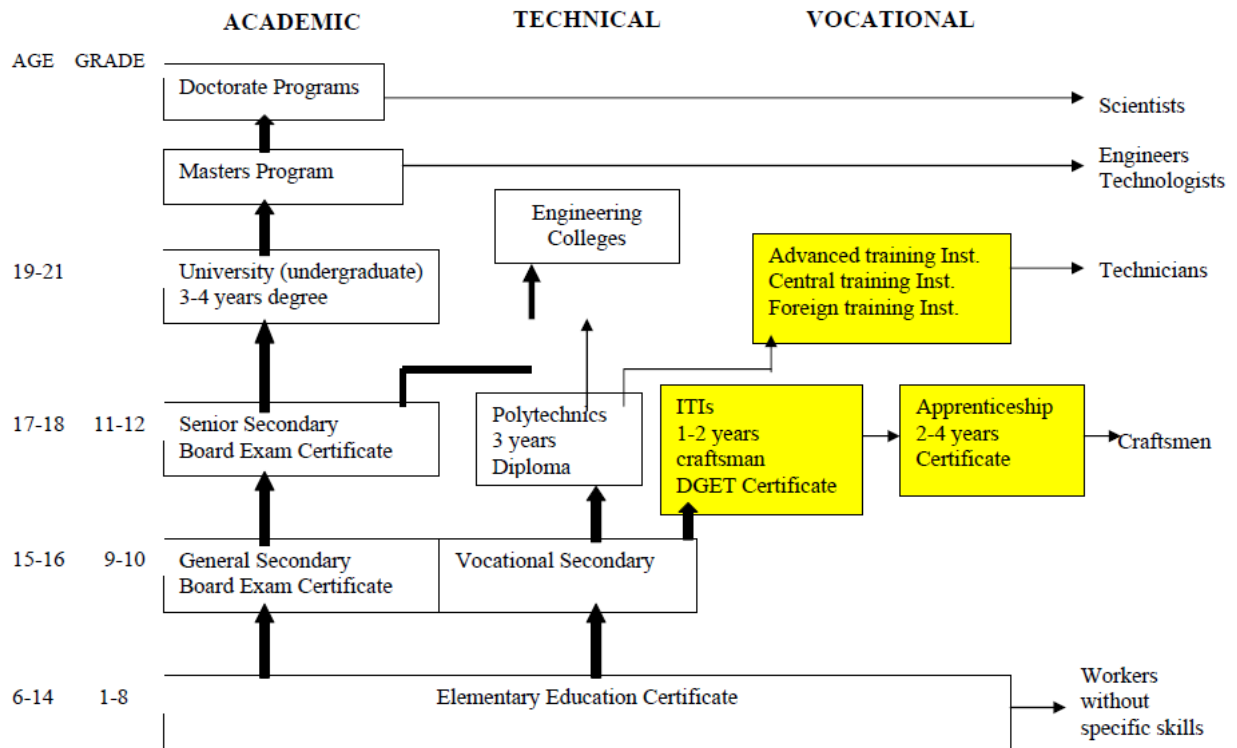 ACADEMIC TECHNICAL VOCATIONAL
AGE GRADE
Doctorate Programs
Scientists
Masters Program
Engineers
Technologists
Engineering
Colleges
19-21
University (undergraduate)
3-4 years degree
Advanced training Inst.
Central training Inst.
Foreign training Inst.
Technicians
17-18 11-12
Senior Secondary
Board Exam Certificate
Polytechnics
3 years
Diploma
ITIs
1-2 years
craftsman
DGET Certificate
Apprenticeship
2-4 years
Certificate
Craftsmen
15-16 9-10
General Secondary
Board Exam Certificate
Vocational Secondary
6-14 1-8
Elementary Education Certificate
Workers
without
specific skills